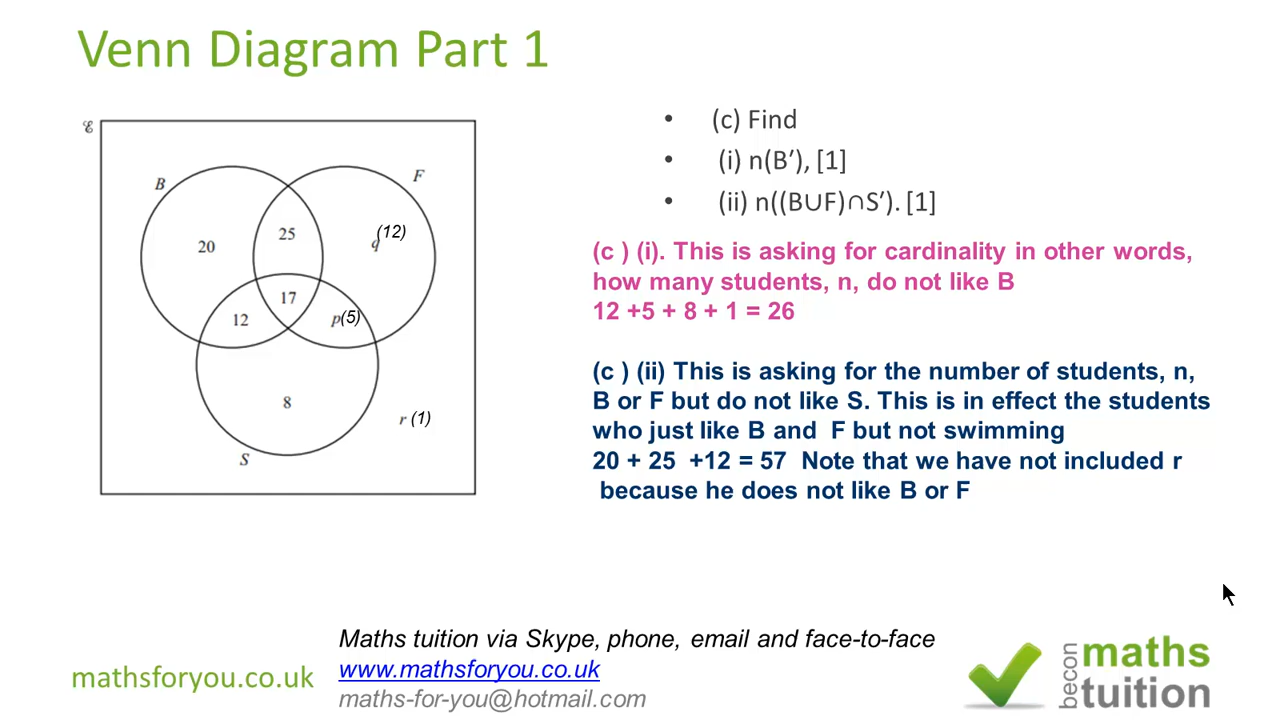 Venn Diagram Part 1
ℰ
B
F
20
25
q(12)
17
12
p(5)
8
r (1)
S
• (c) Find
• (i) n(B′), [1]
• (ii) n((B∪F)∩S′). [1]
(c ) (i). This is asking for cardinality in other words,
how many students, n, do not like B
12 +5 + 8 + 1 = 26
(c ) (ii) This is asking for the number of students, n,
B or F but do not like S. This is in effect the students
who just like B and F but not swimming
20 + 25 +12 = 57 Note that we have not included r
because he does not like B or F
mathsforyou.co.uk
Maths tuition via Skype, phone, email and face-to-face
www.mathsforyou.co.uk
maths-for-you@hotmail.com
becon
maths
tuition